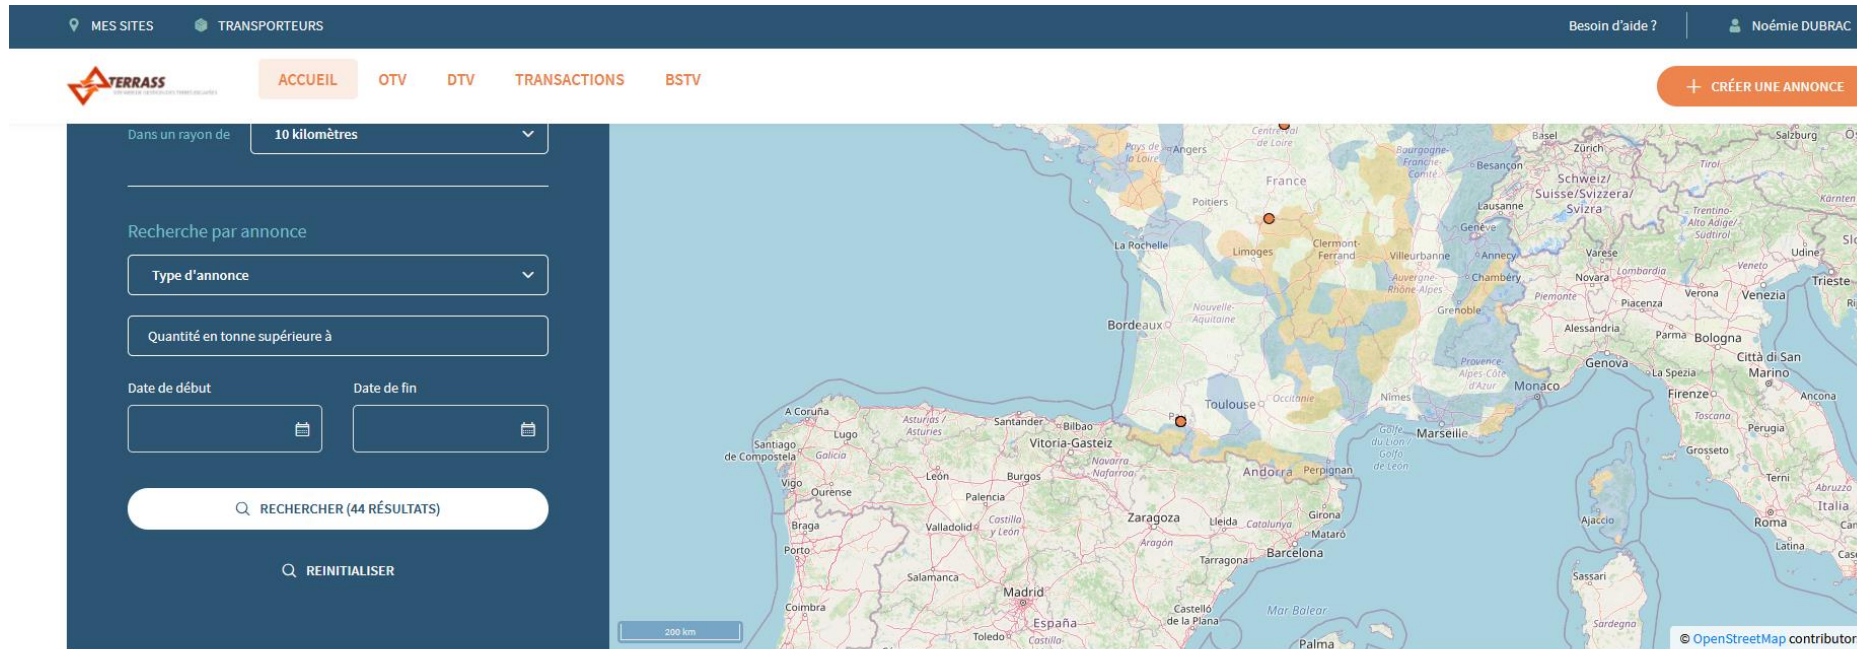 MES SITES
TRANSPORTEURS
Besoin d'aide ?
Noémie DUBRAC
TERRASS
ACCUEIL
OTV
DTV
TRANSACTIONS
BSTV
+ CRÉER UNE ANNONCE
Dans un rayon de
10 kilomètres
Recherche par annonce
Type d'annonce
Quantité en tonne supérieure à
Date de début
Date de fin
RECHERCHER (44 RÉSULTATS)
REINITIALISER
Pays de la Loire
Angers
Centre-Val de Loire
Bourgogne-Franche-Comté
Besançon
Basel
Zürich
Salzburg
Schweiz/
Suisse/Svizzera/
Svizra
Tirol
Kärnten
France
Poitiers
Lausanne
Genève
Trentino-
Alto Adige/
Südtirol
La Rochelle
Limoges
Clermont-
Ferrand
Villeurbanne
Annecy
Chambéry
Varese
Novara
Lombardia
Veneto
Udine
Trieste
Auvergne-
Rhône-Alpes
Piemonte
Piacenza
Verona
Venezia
Nouvelle-
Aquitaine
Grenoble
Bordeaux
Alessandria
Parma
Bologna
Provence-
Alpes-Côte
d'Azur
Genova
La Spezia
Città di San
Marino
Monaco
Toulouse
Occitanie
Nîmes
Firenze
Ancona
Toscana
A Coruña
Lugo
Asturias /
Asturies
Santander
Bilbao
Marseille
Golfe
du Lion /
Golfo
de León
Perugia
Santiago
de Compostela
Galicia
Vitoria-Gasteiz
Navarra
- Nafarroa
Grosseto
León
Burgos
Andorra
Perpignan
Vigo
Ourense
Palencia
Terni
Abruzzo
Italia
Braga
Valladolid
Castilla
y León
Zaragoza
Lleida
Catalunya
Girona
Ajaccio
Roma
Mataró
Aragón
Porto
Barcelona
Latina
Tarragona
Salamanca
Sassari
Madrid
Coimbra
Castelló
de la Plana
Mar Balear
España
Sardegna
200 km
Toledo
Castilla-
Palma
© OpenStreetMap contributor